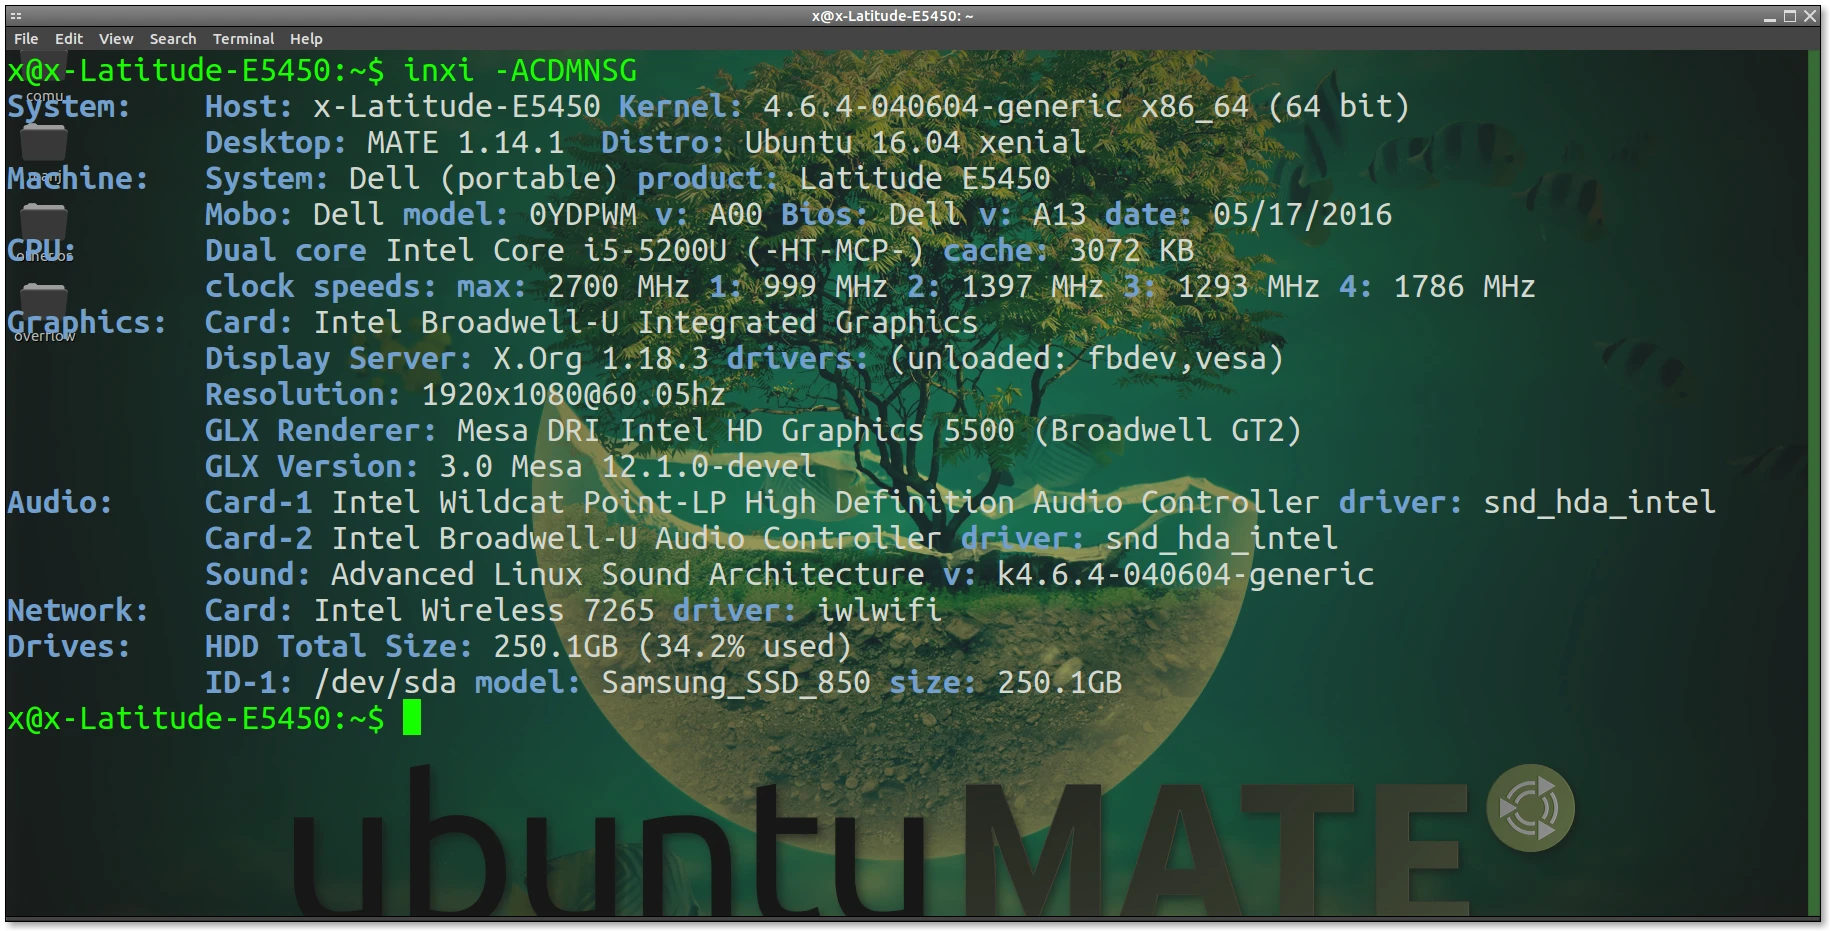 x@x-Latitude-E5450: ~
File Edit View Search Terminal Help
x@x-Latitude-E5450:~$ inxi -ACDMNSG
System: Host: x-Latitude-E5450 Kernel: 4.6.4-040604-generic x86_64 (64 bit)
Desktop: MATE 1.14.1 Distro: Ubuntu 16.04 xenial
Machine: System: Dell (portable) product: Latitude E5450
Mobo: Dell model: 0YDPWM v: A00 Bios: Dell v: A13 date: 05/17/2016
CPU: Dual core Intel Core i5-5200U (-HT-MCP-) cache: 3072 KB
clock speeds: max: 2700 MHz 1: 999 MHz 2: 1397 MHz 3: 1293 MHz 4: 1786 MHz
Graphics: Card: Intel Broadwell-U Integrated Graphics
overflow
Display Server: X.Org 1.18.3 drivers: (unloaded: fbdev,vesa)
Resolution: 1920x1080@60.05hz
GLX Renderer: Mesa DRI Intel HD Graphics 5500 (Broadwell GT2)
GLX Version: 3.0 Mesa 12.1.0-devel
Audio: Card-1 Intel Wildcat Point-LP High Definition Audio Controller driver: snd_hda_intel
Card-2 Intel Broadwell-U Audio Controller driver: snd_hda_intel
Sound: Advanced Linux Sound Architecture v: k4.6.4-040604-generic
Network: Card: Intel Wireless 7265 driver: iwlwifi
Drives: HDD Total Size: 250.1GB (34.2% used)
ID-1: /dev/sda model: Samsung_SSD_850 size: 250.1GB
x@x-Latitude-E5450:~$
ubuntu MATE